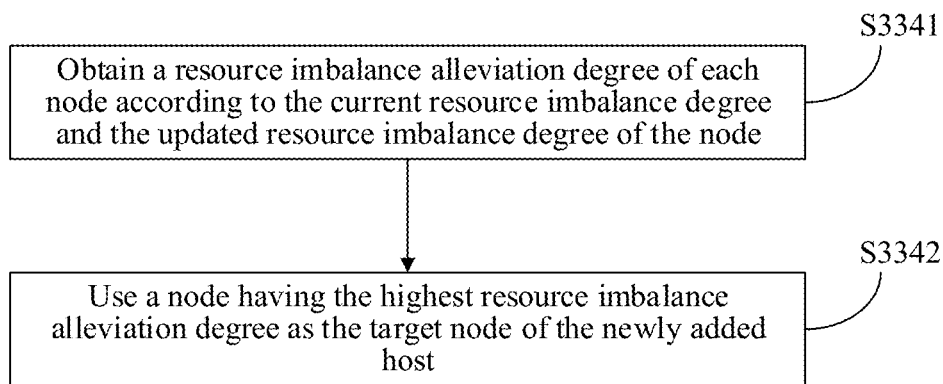 S3341
Obtain a resource imbalance alleviation degree of each
node according to the current resource imbalance degree
and the updated resource imbalance degree of the node
S3342
Use a node having the highest resource imbalance
alleviation degree as the target node of the newly added
host